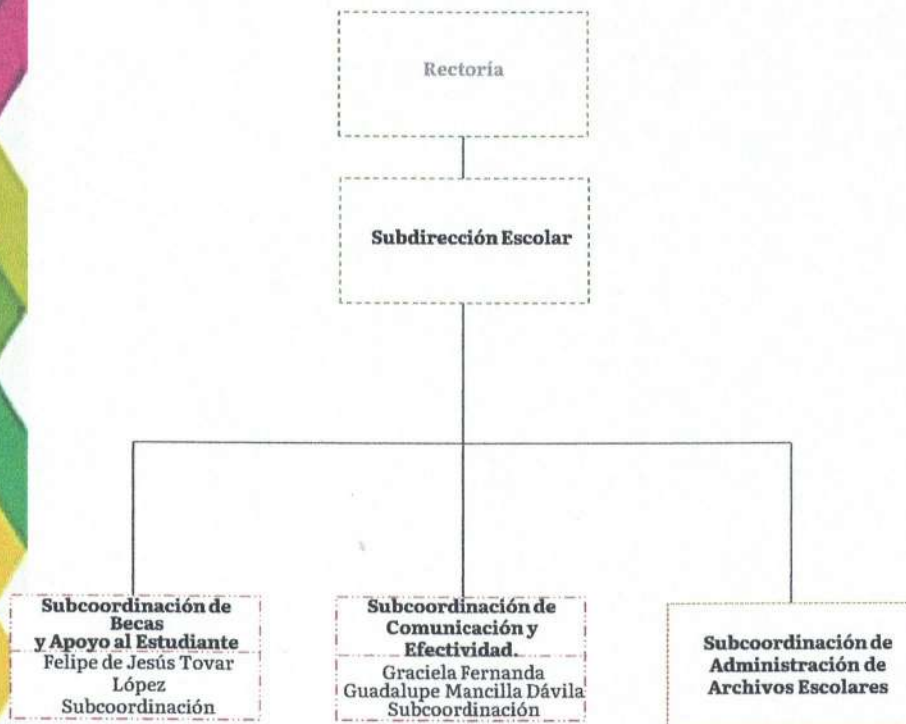 Rectoría
Subdirección Escolar
Subcoordinación de
Becas
y Apoyo al Estudiante
Felipe de Jesús Tovar
López
Subcoordinación
Subcoordinación de
Comunicación y
Efectividad.
Graciela Fernanda
Guadalupe Mancilla Dávila
Subcoordinación
Subcoordinación de
Administración de
Archivos Escolares